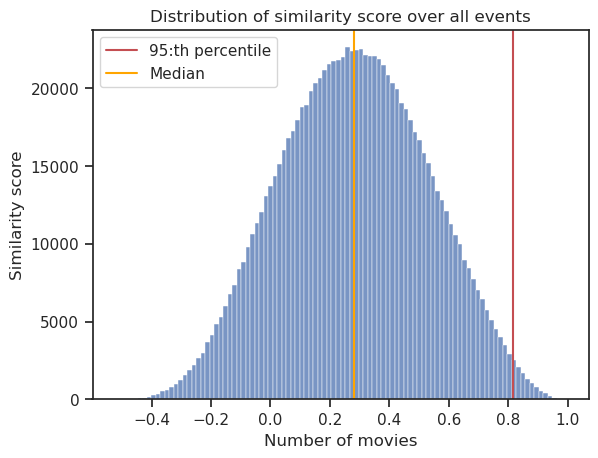 Distribution of similarity score over all events
95:th percentile
Median
Similarity score
20000
15000
10000
5000
0
−0.4 −0.2 0.0 0.2 0.4 0.6 0.8 1.0
Number of movies